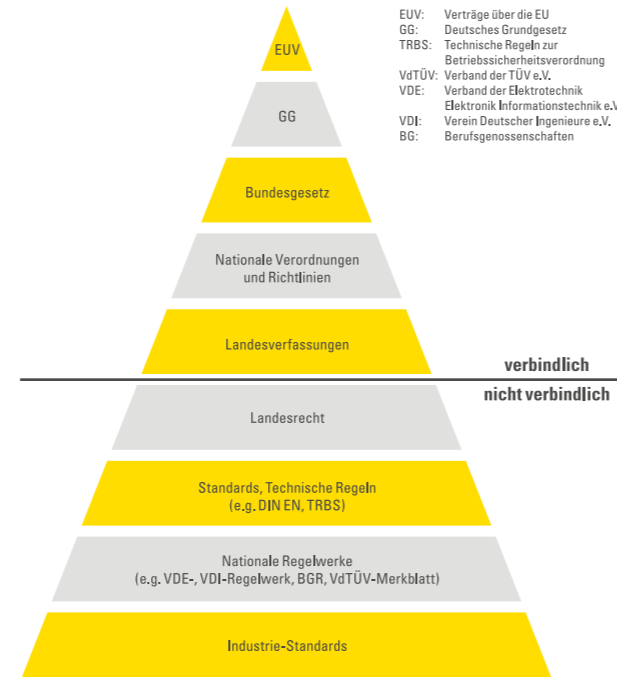 EUV: Verträge über die EU
GG: Deutsches Grundgesetz
TRBS: Technische Regeln zur
Betriebssicherheitsverordnung
VdTÜV: Verband der TÜV e.V.
VDE: Verband der Elektrotechnik
Elektronik Informationstechnik e.V
VDI: Verein Deutscher Ingenieure e.V.
BG: Berufsgenossenschaften
EUV
GG
Bundesgesetz
Nationale Verordnungen
und Richtlinien
Landesverfassungen
verbindlich
nicht verbindlich
Landesrecht
Standards, Technische Regeln
(e.g. DIN EN, TRBS)
Nationale Regelwerke
(e.g. VDE-, VDI-Regelwerk, BGR, VdTÜV-Merkblatt)
Industrie-Standards